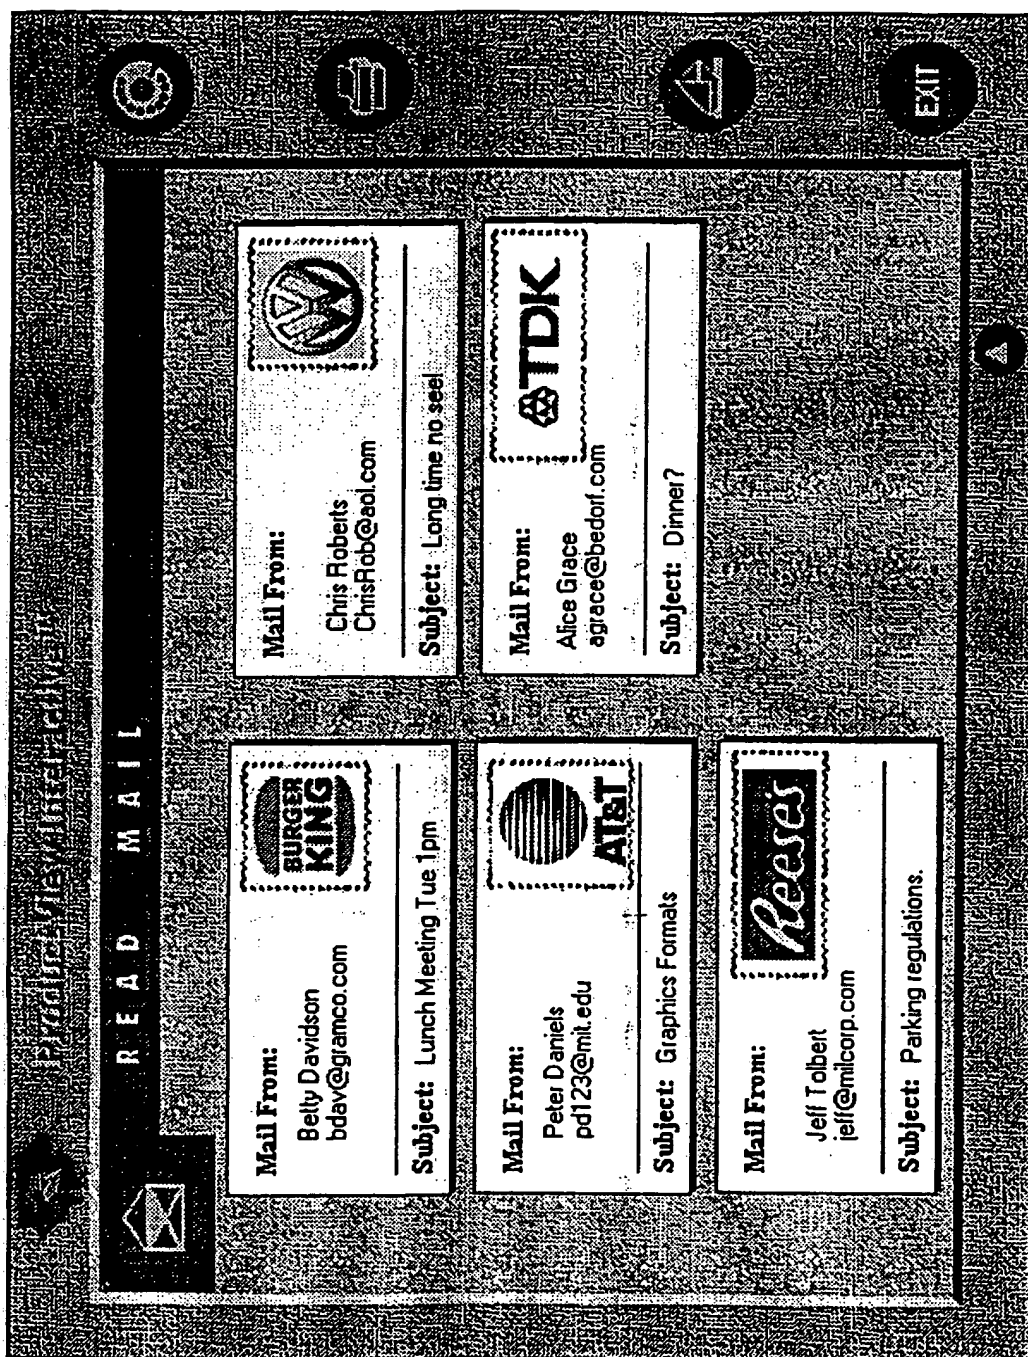 ProductView Interactive
READ MAIL
Mail From:
BURGER
KING
Betty Davidson
bdav@gramco.com
Subject: Lunch Meeting Tue 1pm
Mail From:
Chris Roberts
ChrisRob@aol.com
Subject: Long time no see!
Mail From:
AT&T
Peter Daniels
pd123@mit.edu
Subject: Graphics Formats
Mail From:
TDK
Alice Grace
agrace@bedorf.com
Subject: Dinner?
Mail From:
Reese's
Jeff Tolbert
jeff@milcorp.com
Subject: Parking regulations.
EXIT